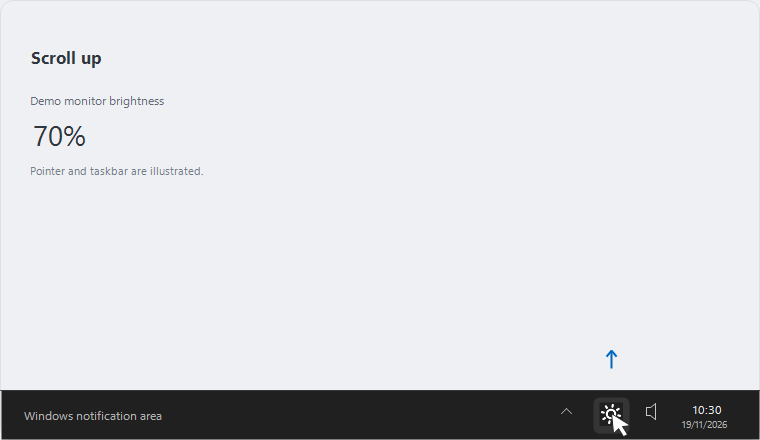 Scroll up
Demo monitor brightness
70%
Pointer and taskbar are illustrated.
Windows notification area
10:30
19/11/2026